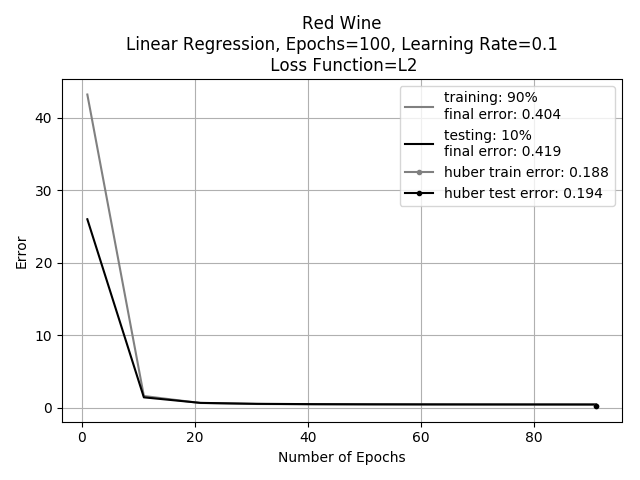 Red Wine
Linear Regression, Epochs=100, Learning Rate=0.1
Loss Function=L2
training: 90%
final error: 0.404
testing: 10%
final error: 0.419
huber train error: 0.188
huber test error: 0.194
Error
40
30
20
10
0
0 20 40 60 80
Number of Epochs